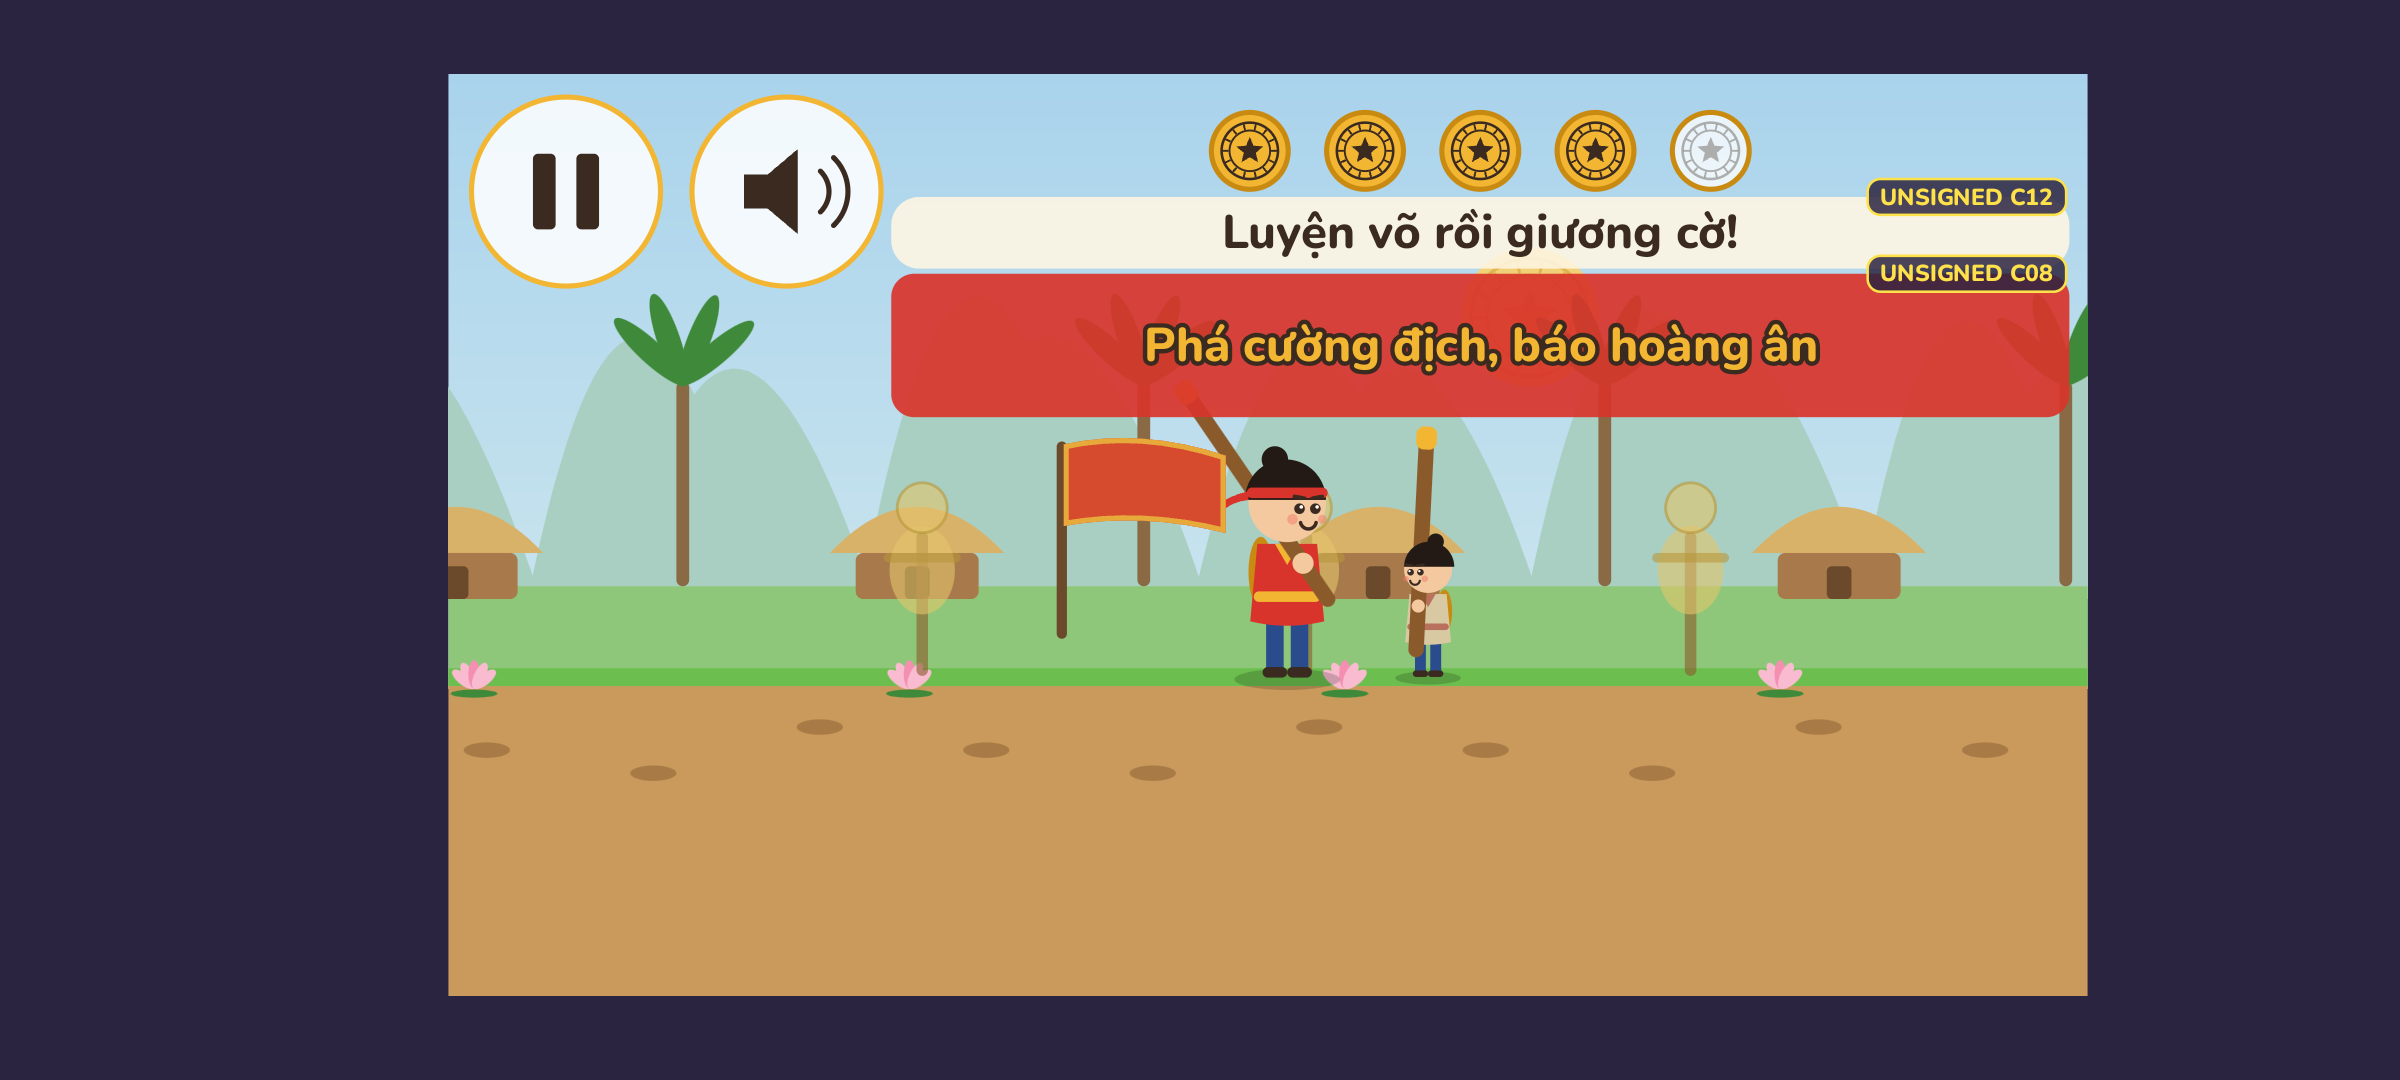 UNSIGNED C12
Luyện võ rồi giương cờ!
UNSIGNED C08
Phá cường địch, báo hoàng ân